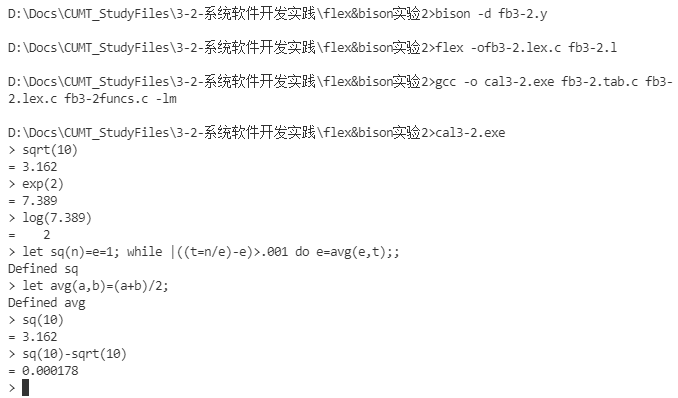 D:\Docs\CUMT_StudyFiles\3-2-系统软件开发实践\flex&bison实验2>bison -d fb3-2.y
D:\Docs\CUMT_StudyFiles\3-2-系统软件开发实践\flex&bison实验2>flex -ofb3-2.lex.c fb3-2.l
D:\Docs\CUMT_StudyFiles\3-2-系统软件开发实践\flex&bison实验2>gcc -o cal3-2.exe fb3-2.tab.c fb3-
2.lex.c fb3-2funcs.c -lm
D:\Docs\CUMT_StudyFiles\3-2-系统软件开发实践\flex&bison实验2>cal3-2.exe
> sqrt(10)
= 3.162
> exp(2)
= 7.389
> log(7.389)
=    2
> let sq(n)=e=1; while |((t=n/e)-e)>.001 do e=avg(e,t);;
Defined sq
> let avg(a,b)=(a+b)/2;
Defined avg
> sq(10)
= 3.162
> sq(10)-sqrt(10)
= 0.000178
>